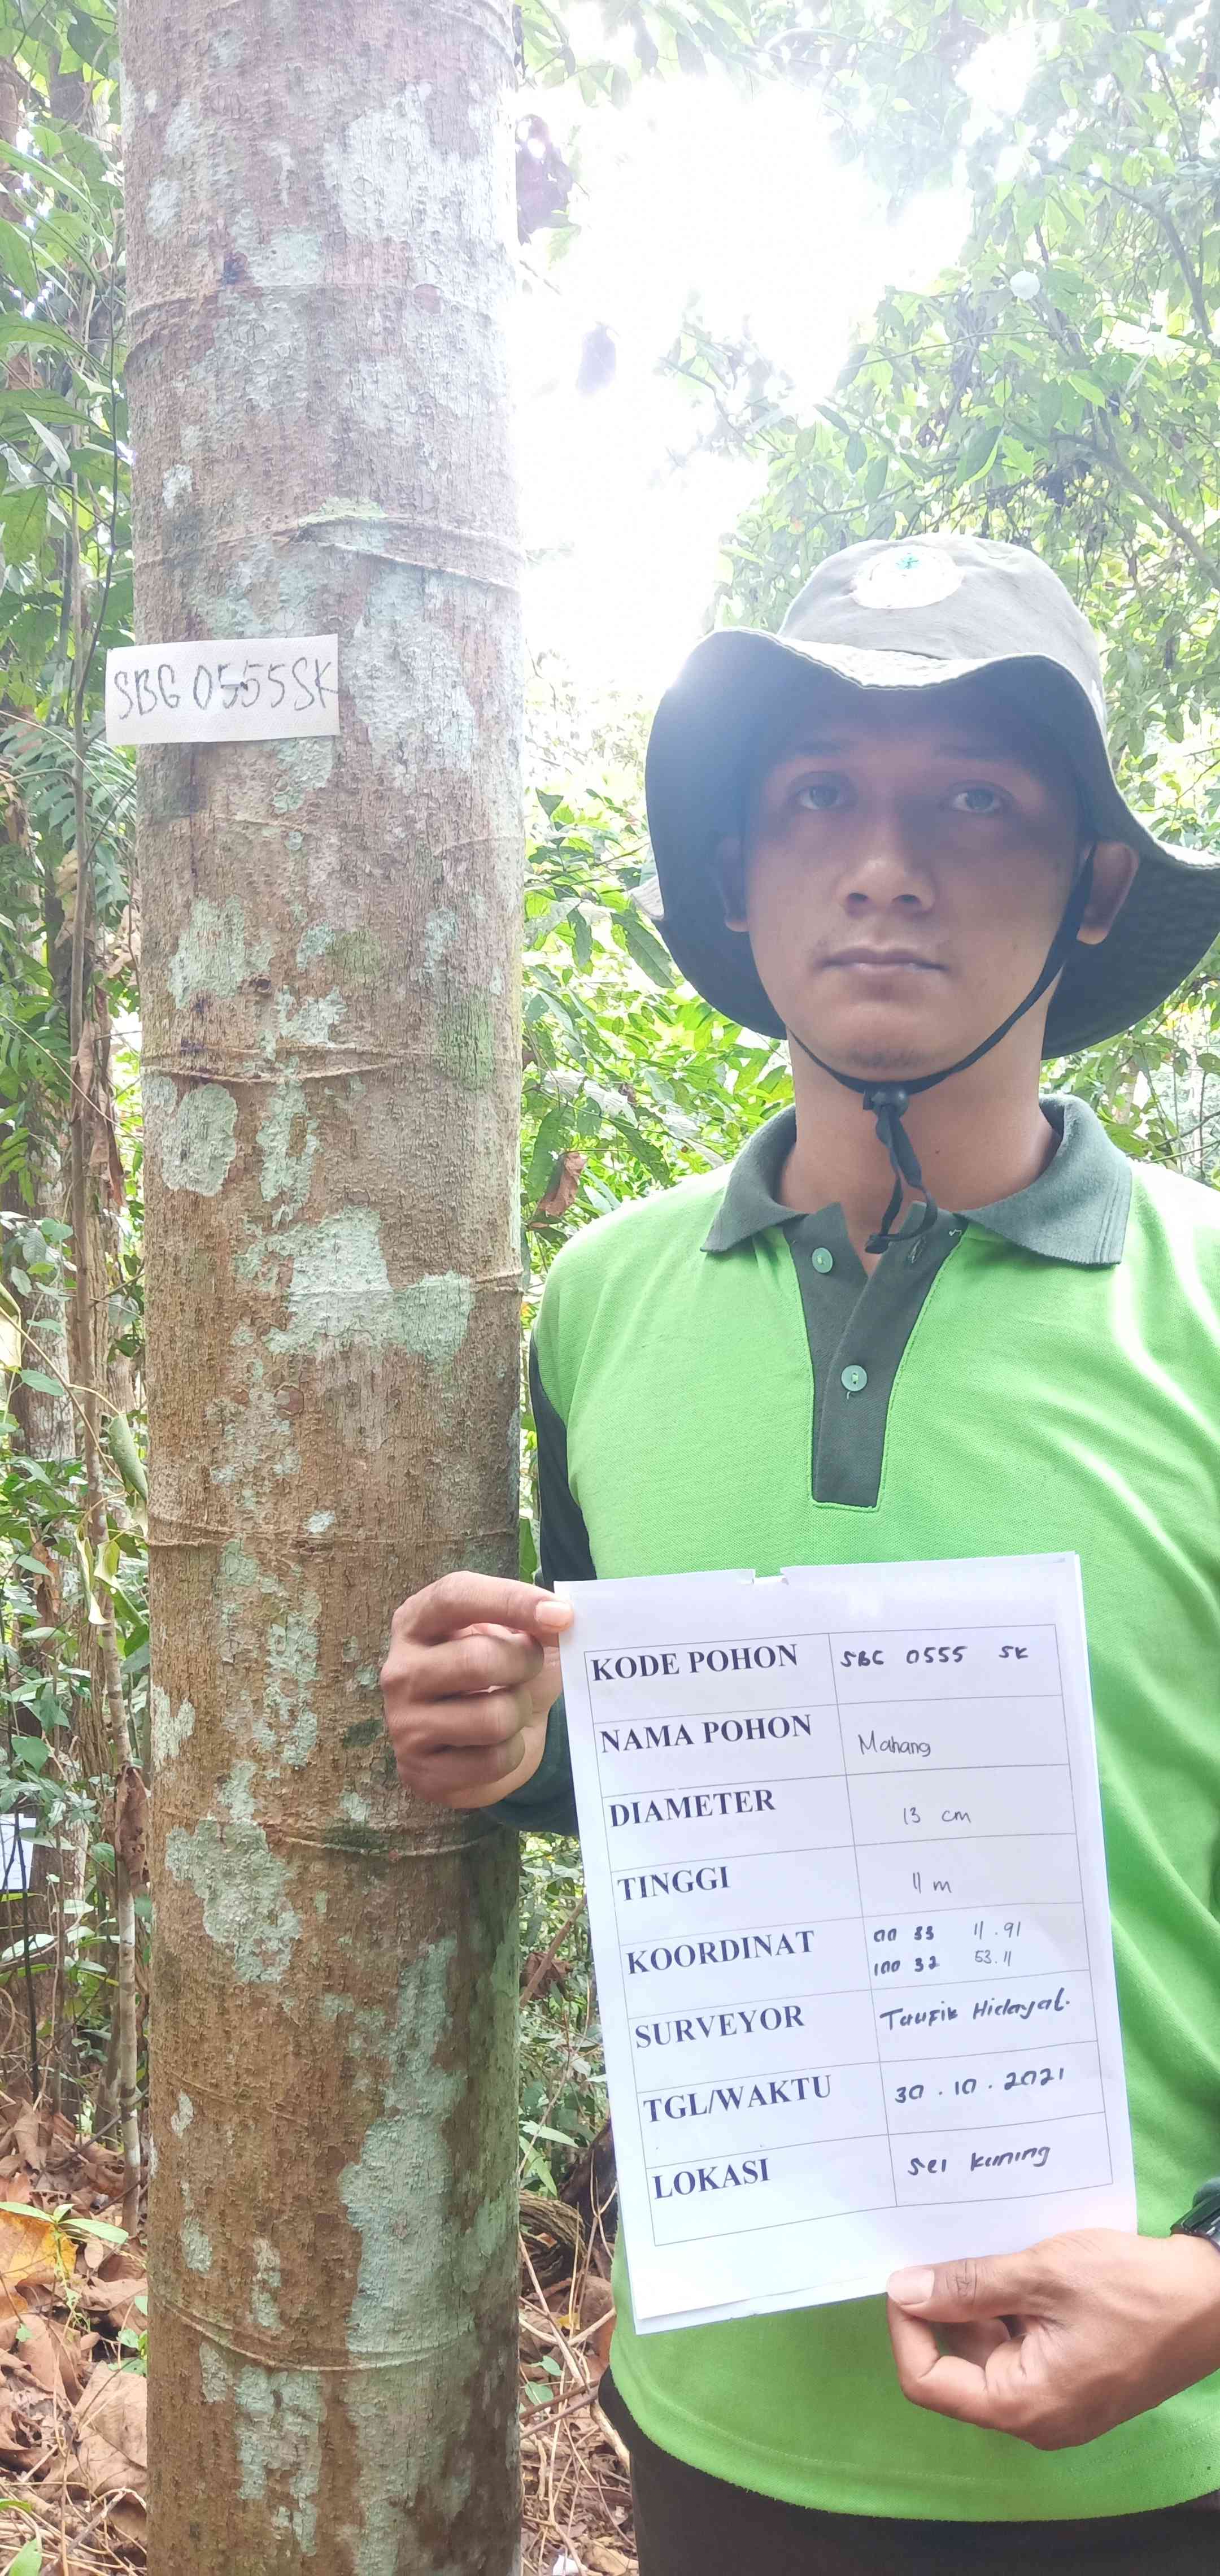 SBG 0555SK
KODE POHON SBG 0555 SK
NAMA POHON Mahang
DIAMETER 13 cm
TINGGI 11 m
KOORDINAT 00 33 11.91
100 32 53.11
SURVEYOR Taufik Hidayat.
TGL/WAKTU 30.10.2021
LOKASI Sei Kuning